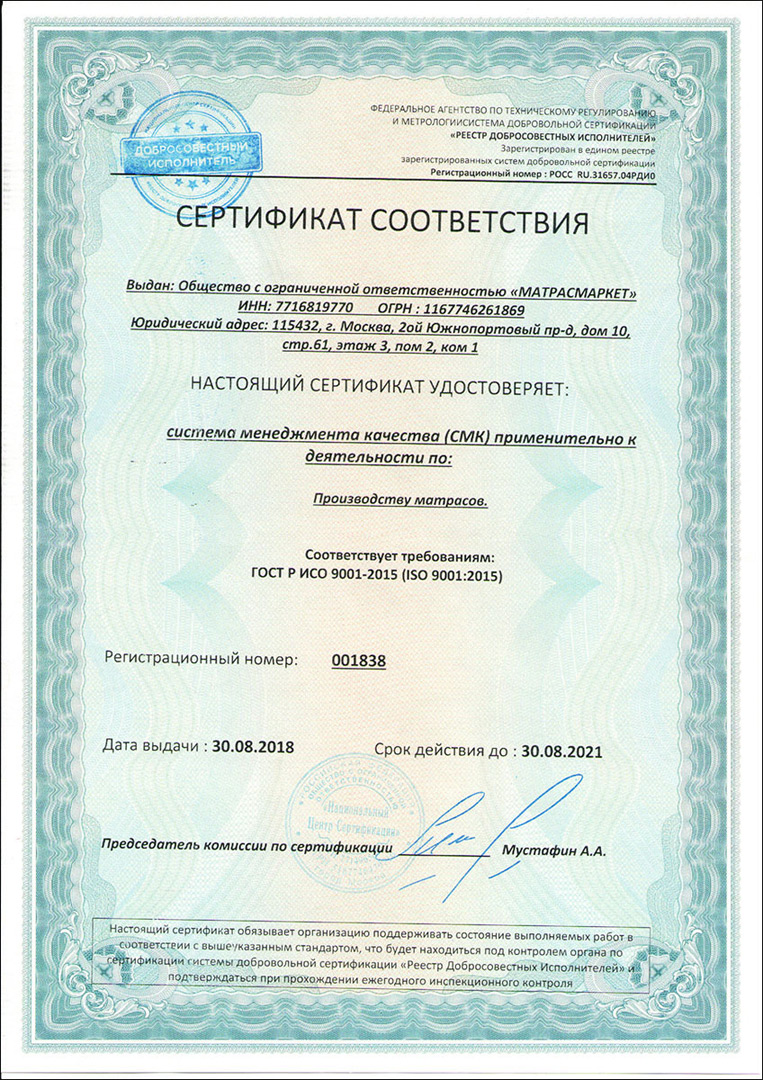 ФЕДЕРАЛЬНОЕ АГЕНТСТВО ПО ТЕХНИЧЕСКОМУ РЕГУЛИРОВАНИЮ
И МЕТРОЛОГИИСИСТЕМА ДОБРОВОЛЬНОЙ СЕРТИФИКАЦИИ
«РЕЕСТР ДОБРОСОВЕСТНЫХ ИСПОЛНИТЕЛЕЙ»
Зарегистрирован в едином реестре
зарегистрированных систем добровольной сертификации
Регистрационный номер : РОСС RU.31657.04РДИ0
ДОБРОСОВЕСТНЫЙ
ИСПОЛНИТЕЛЬ
СЕРТИФИКАТ СООТВЕТСТВИЯ
Выдан: Общество с ограниченной ответственностью «МАТРАСМАРКЕТ»
ИНН: 7716819770 ОГРН : 1167746261869
Юридический адрес: 115432, г. Москва, 2ой Южнопортовый пр-д, дом 10,
стр.61, этаж 3, пом 2, ком 1
НАСТОЯЩИЙ СЕРТИФИКАТ УДОСТОВЕРЯЕТ:
система менеджмента качества (СМК) применительно к
деятельности по:
Производству матрасов.
Соответствует требованиям:
ГОСТ Р ИСО 9001-2015 (ISO 9001:2015)
Регистрационный номер: 001838
Дата выдачи : 30.08.2018 Срок действия до : 30.08.2021
«Национальный
Центр Сертификации»
Председатель комиссии по сертификации ____________ Мустафин А.А.
Настоящий сертификат обязывает организацию поддерживать состояние выполняемых работ в
соответствии с вышеуказанным стандартом, что будет находиться под контролем органа по
сертификации системы добровольной сертификации «Реестр Добросовестных Исполнителей» и
подтверждаться при прохождении ежегодного инспекционного контроля